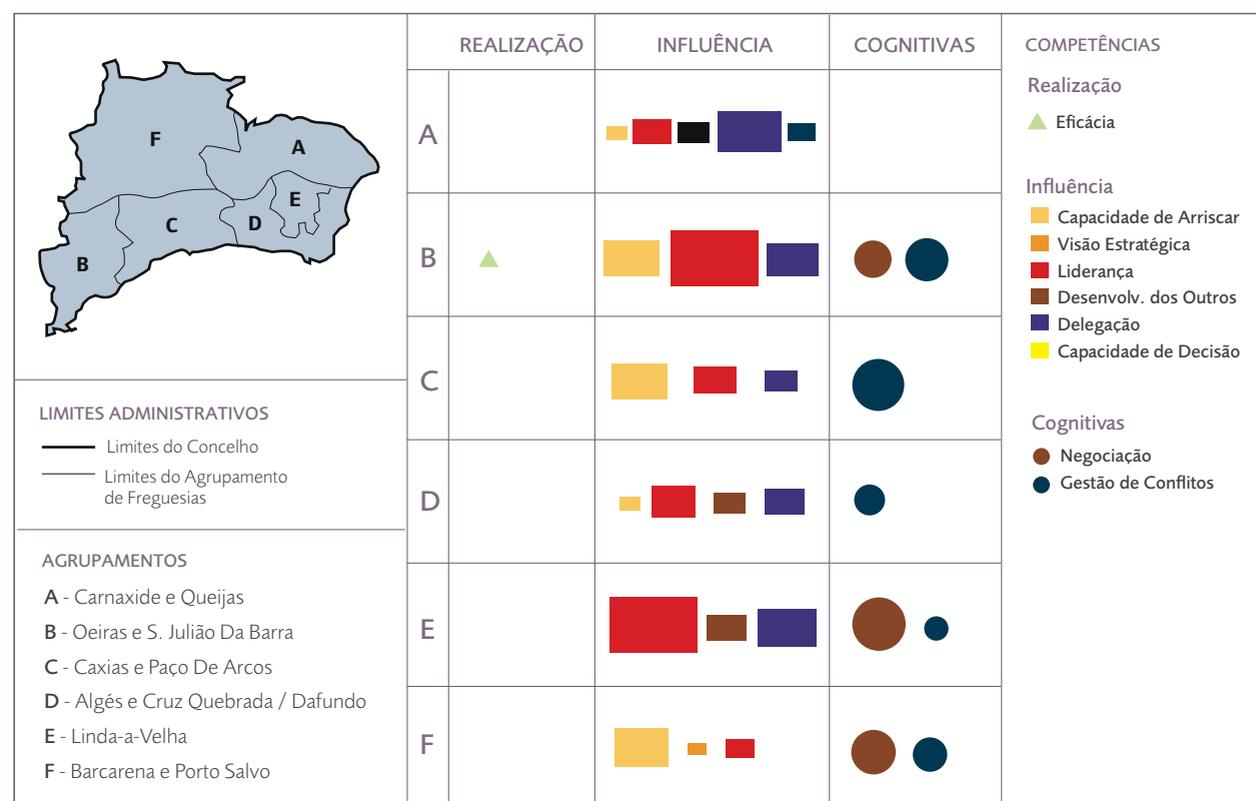 F
A
E
C
D
B
LIMITES ADMINISTRATIVOS
Limites do Concelho
Limites do Agrupamento
de Freguesias
AGRUPAMENTOS
A - Carnaxide e Queijas
B - Oeiras e S. Julião Da Barra
C - Caxias e Paço De Arcos
D - Algés e Cruz Quebrada / Dafundo
E - Linda-a-Velha
F - Barcarena e Porto Salvo
REALIZAÇÃO INFLUÊNCIA COGNITIVAS
A
B
C
D
E
F
COMPETÊNCIAS
Realização
Eficácia
Influência
Capacidade de Arriscar
Visão Estratégica
Liderança
Desenvolv. dos Outros
Delegação
Capacidade de Decisão
Cognitivas
Negociação
Gestão de Conflitos